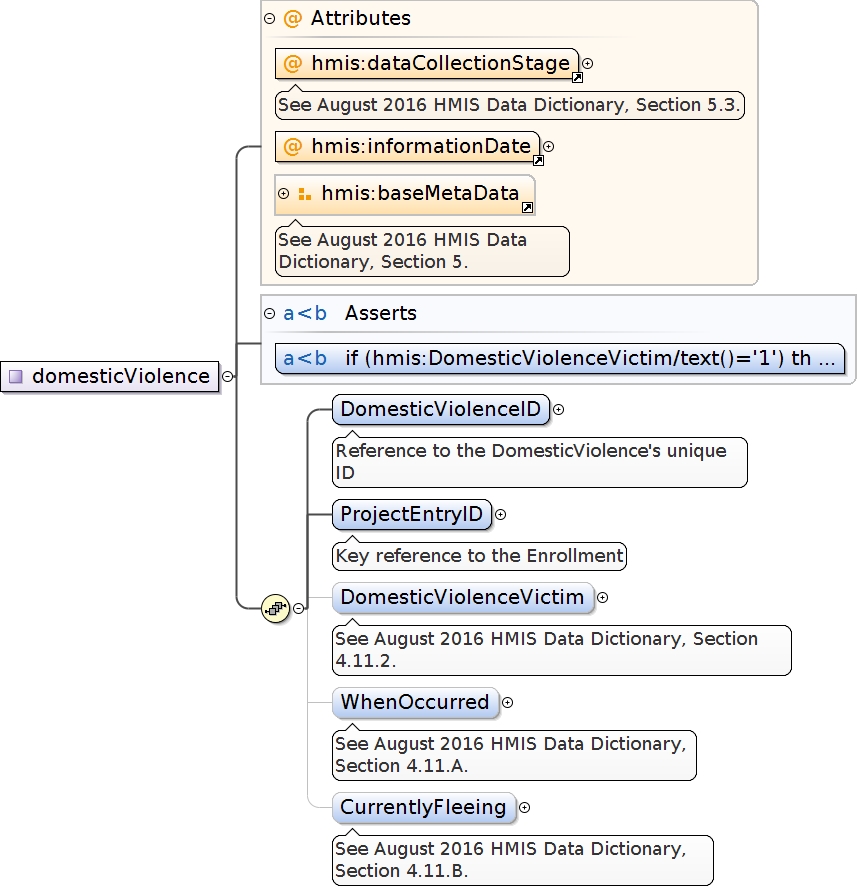 @ Attributes
@ hmis:dataCollectionStage
See August 2016 HMIS Data Dictionary, Section 5.3.
@ hmis:informationDate
hmis:baseMetaData
See August 2016 HMIS Data
Dictionary, Section 5.
a<b Asserts
a<b if (hmis:DomesticViolenceVictim/text()='1') th ...
domesticViolence
DomesticViolenceID
Reference to the DomesticViolence's unique
ID
ProjectEntryID
Key reference to the Enrollment
DomesticViolenceVictim
See August 2016 HMIS Data Dictionary, Section
4.11.2.
WhenOccurred
See August 2016 HMIS Data Dictionary,
Section 4.11.A.
CurrentlyFleeing
See August 2016 HMIS Data Dictionary,
Section 4.11.B.